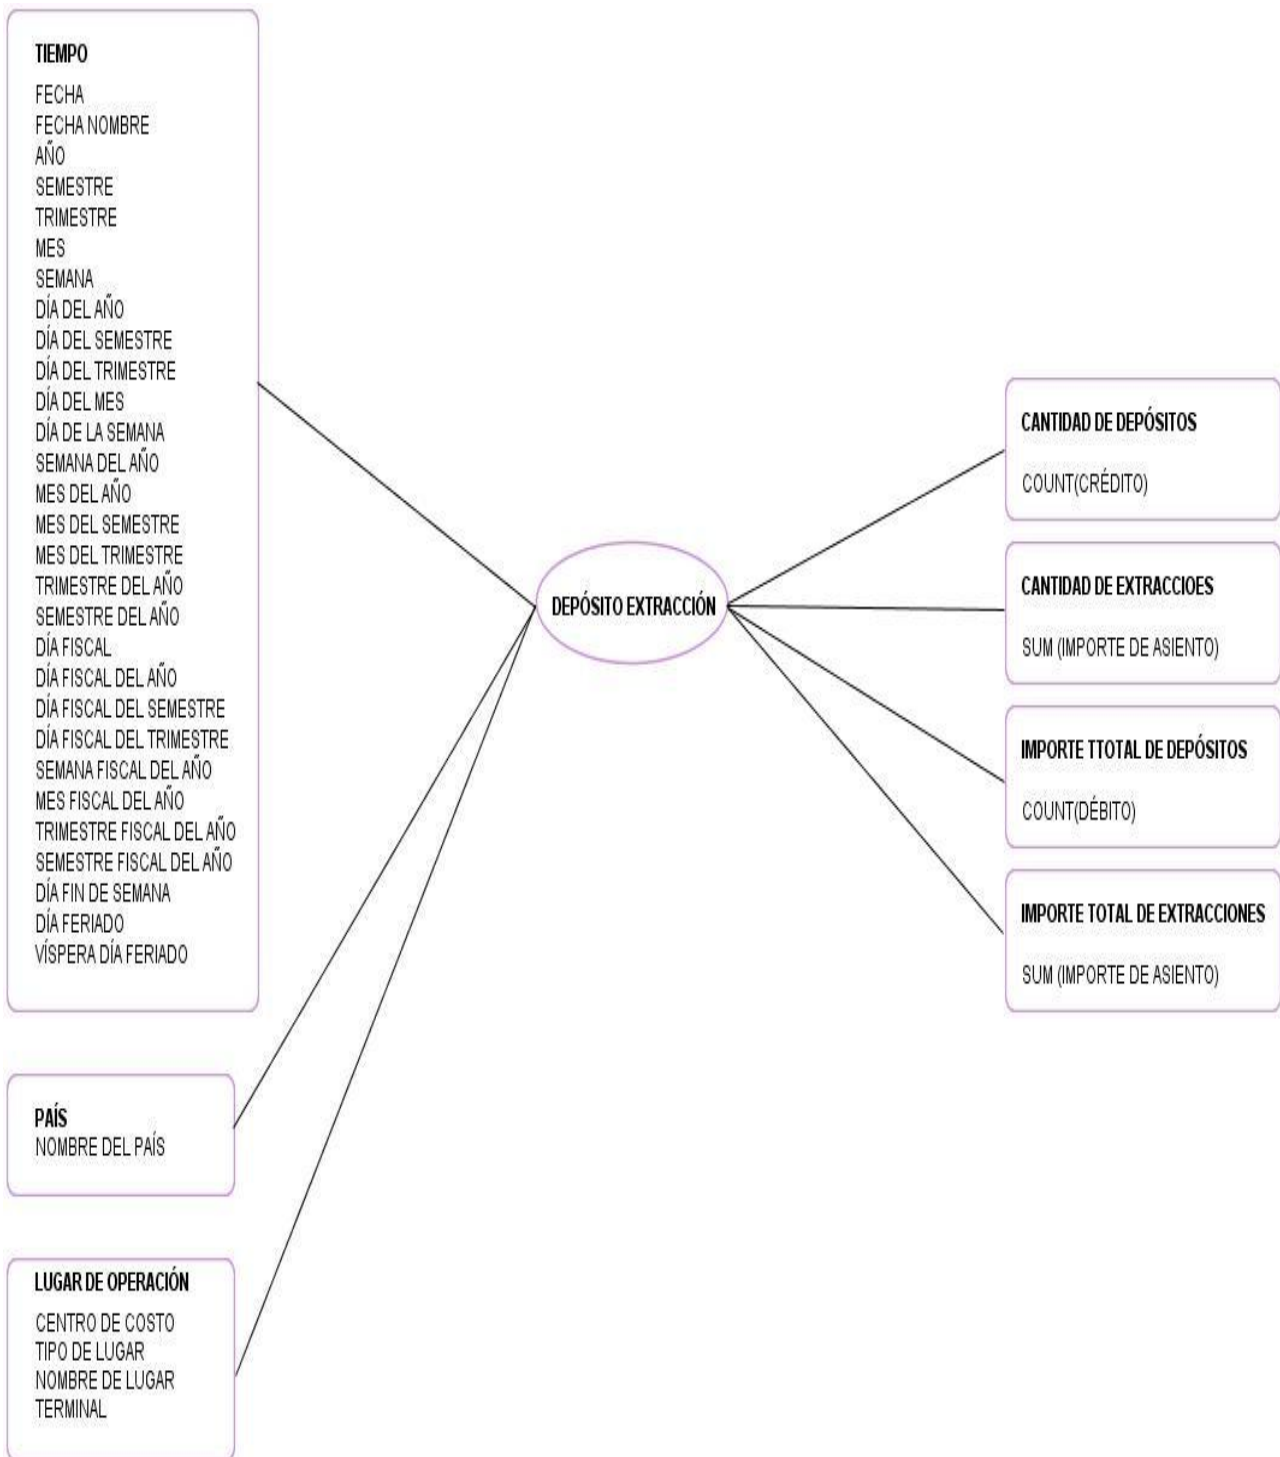 TIEMPO
FECHA
FECHA NOMBRE
AÑO
SEMESTRE
TRIMESTRE
MES
SEMANA
DÍA DEL AÑO
DÍA DEL SEMESTRE
DÍA DEL TRIMESTRE
DÍA DEL MES
DÍA DE LA SEMANA
SEMANA DEL AÑO
MES DEL AÑO
MES DEL SEMESTRE
MES DEL TRIMESTRE
TRIMESTRE DEL AÑO
SEMESTRE DEL AÑO
DÍA FISCAL
DÍA FISCAL DEL AÑO
DÍA FISCAL DEL SEMESTRE
DÍA FISCAL DEL TRIMESTRE
SEMANA FISCAL DEL AÑO
MES FISCAL DEL AÑO
TRIMESTRE FISCAL DEL AÑO
SEMESTRE FISCAL DEL AÑO
DÍA FIN DE SEMANA
DÍA FERIADO
VÍSPERA DÍA FERIADO
PAÍS
NOMBRE DEL PAÍS
LUGAR DE OPERACIÓN
CENTRO DE COSTO
TIPO DE LUGAR
NOMBRE DE LUGAR
TERMINAL
DEPÓSITO EXTRACCIÓN
CANTIDAD DE DEPÓSITOS
COUNT(CRÉDITO)
CANTIDAD DE EXTRACCIOES
SUM (IMPORTE DE ASIENTO)
IMPORTE TTOTAL DE DEPÓSITOS
COUNT(DÉBITO)
IMPORTE TOTAL DE EXTRACCIONES
SUM (IMPORTE DE ASIENTO)